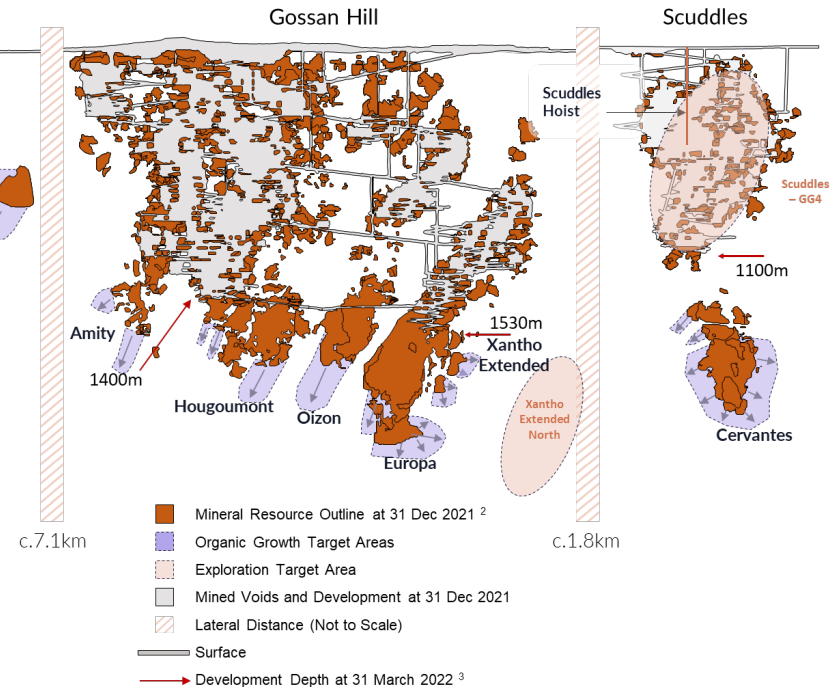 Gossan Hill
Scuddles
Scuddles
Hoist
Scuddles
– GG4
1100m
1530m
Xantho
Extended
Amity
1400m
Hougoumont
Oizon
Europa
Xantho
Extended
North
Cervantes
c.7.1km
c.1.8km
Mineral Resource Outline at 31 Dec 2021 2
Organic Growth Target Areas
Exploration Target Area
Mined Voids and Development at 31 Dec 2021
Lateral Distance (Not to Scale)
Surface
Development Depth at 31 March 2022 3